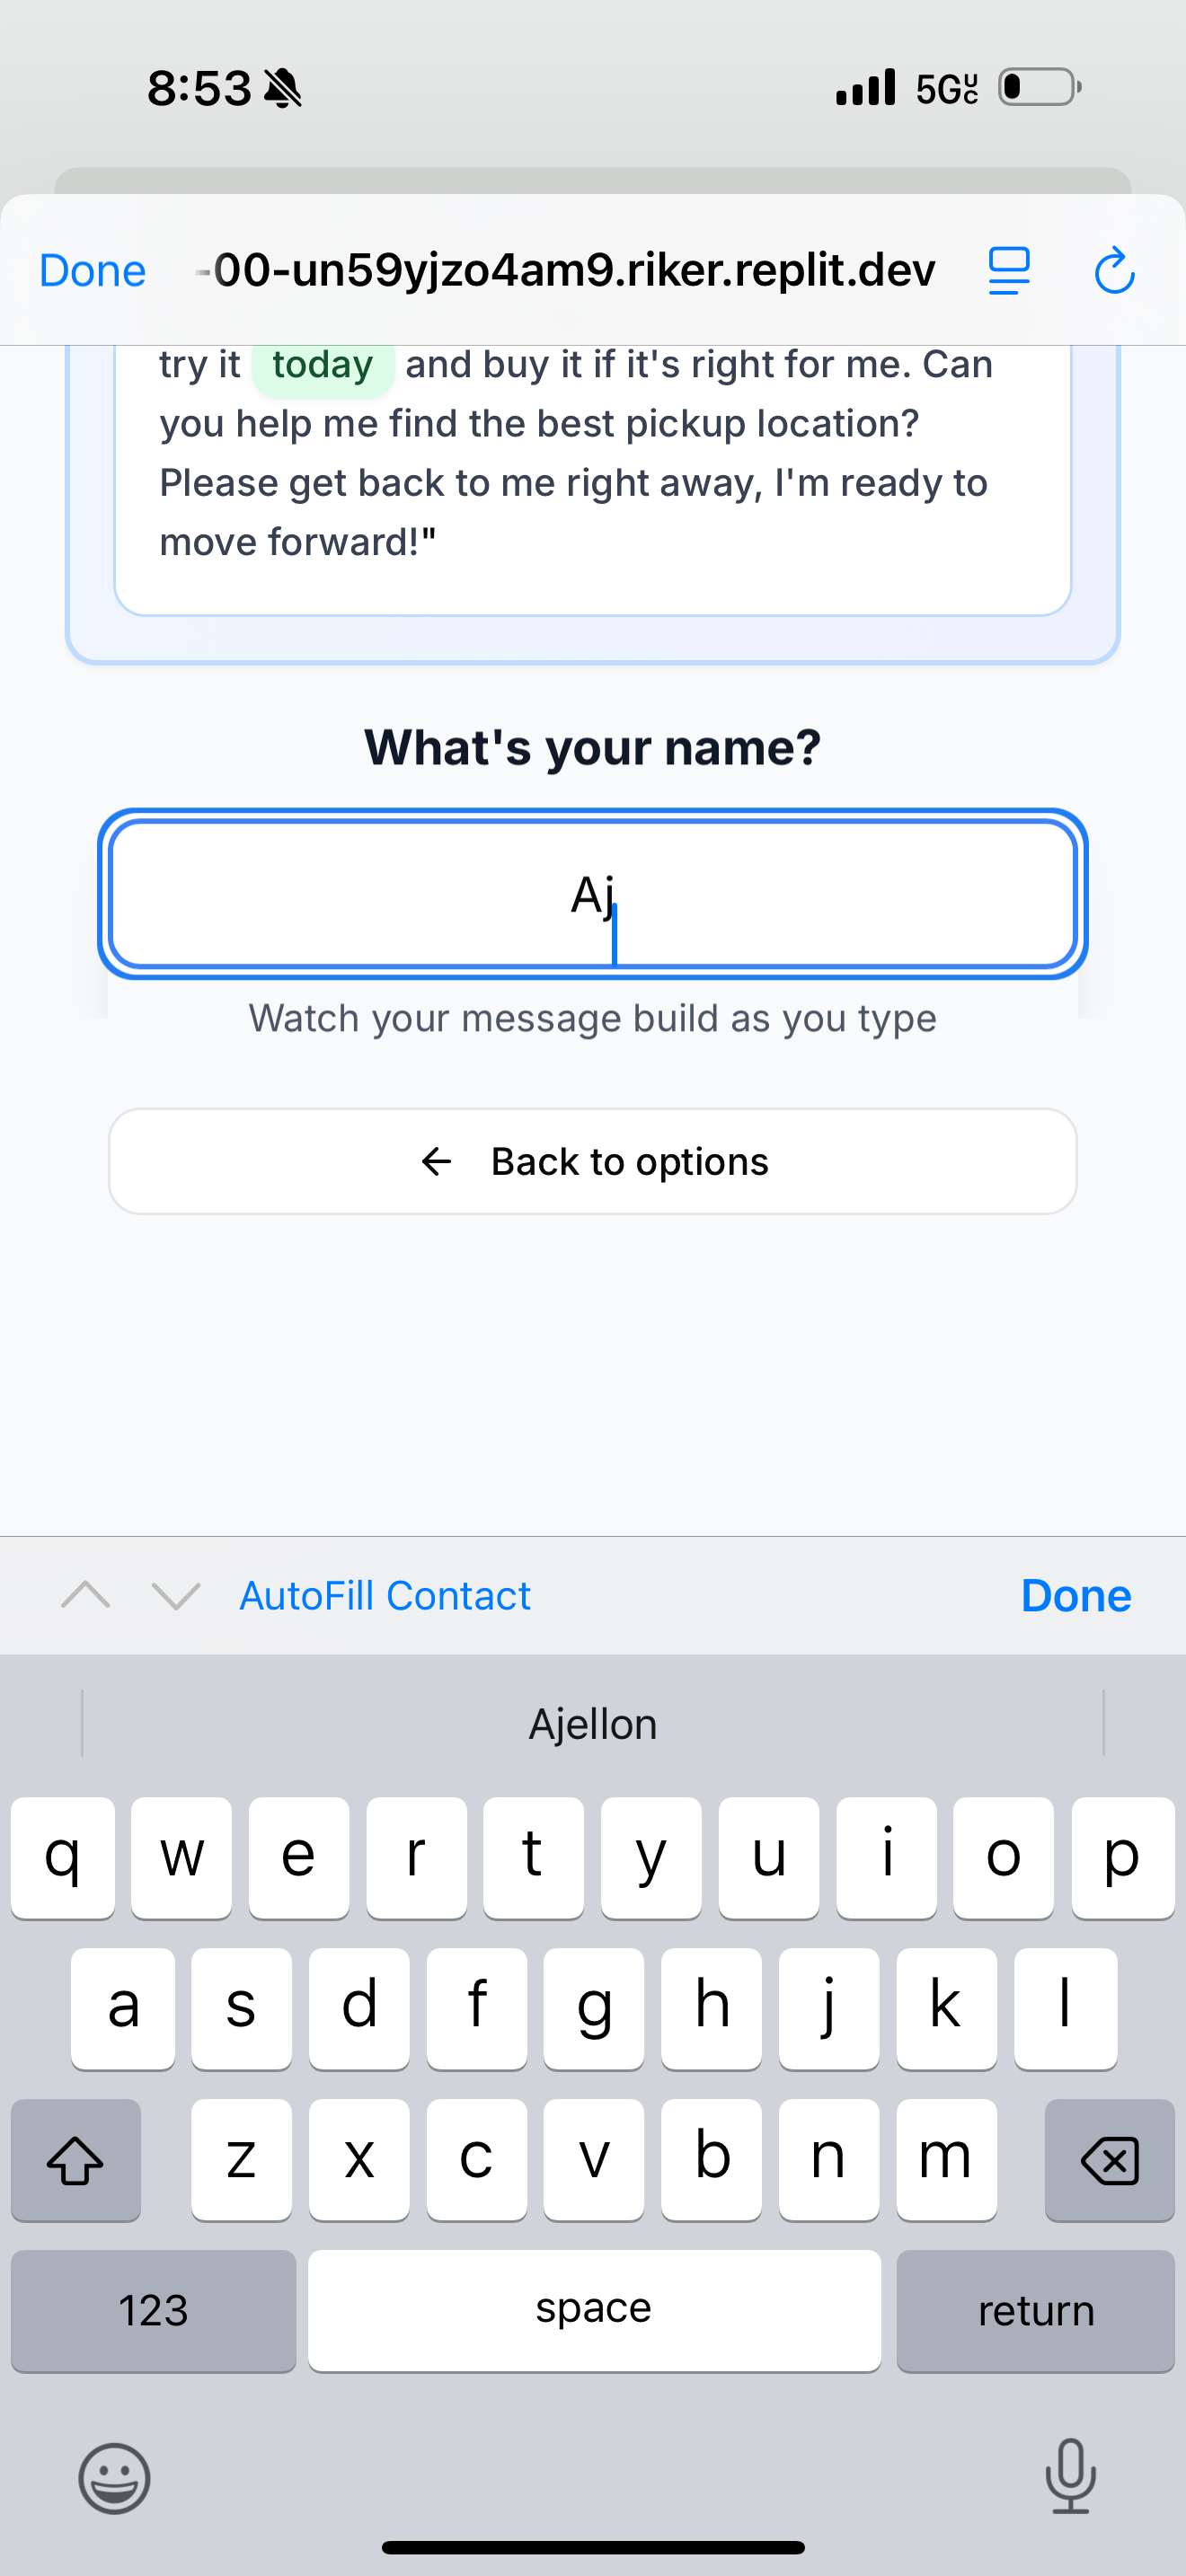 8:53
5G UC
Done -00-un59yjzo4am9.riker.replit.dev
try it today and buy it if it's right for me. Can
you help me find the best pickup location?
Please get back to me right away, I'm ready to
move forward!"
What's your name?
Aj
Watch your message build as you type
← Back to options
AutoFill Contact Done
Ajellon
q w e r t y u i o p
a s d f g h j k l
z x c v b n m
123 space return